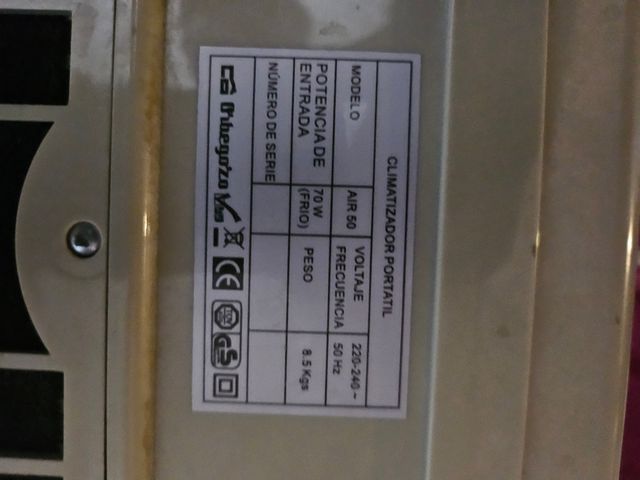 CLIMATIZADOR PORTATIL
MODELO AIR 50 VOLTAJE 220-240 ~
FRECUENCIA 50 Hz
POTENCIA DE 70 W PESO 8.5 Kgs
ENTRADA (FRIO)
NÚMERO DE SERIE
Orbegozo CE GS